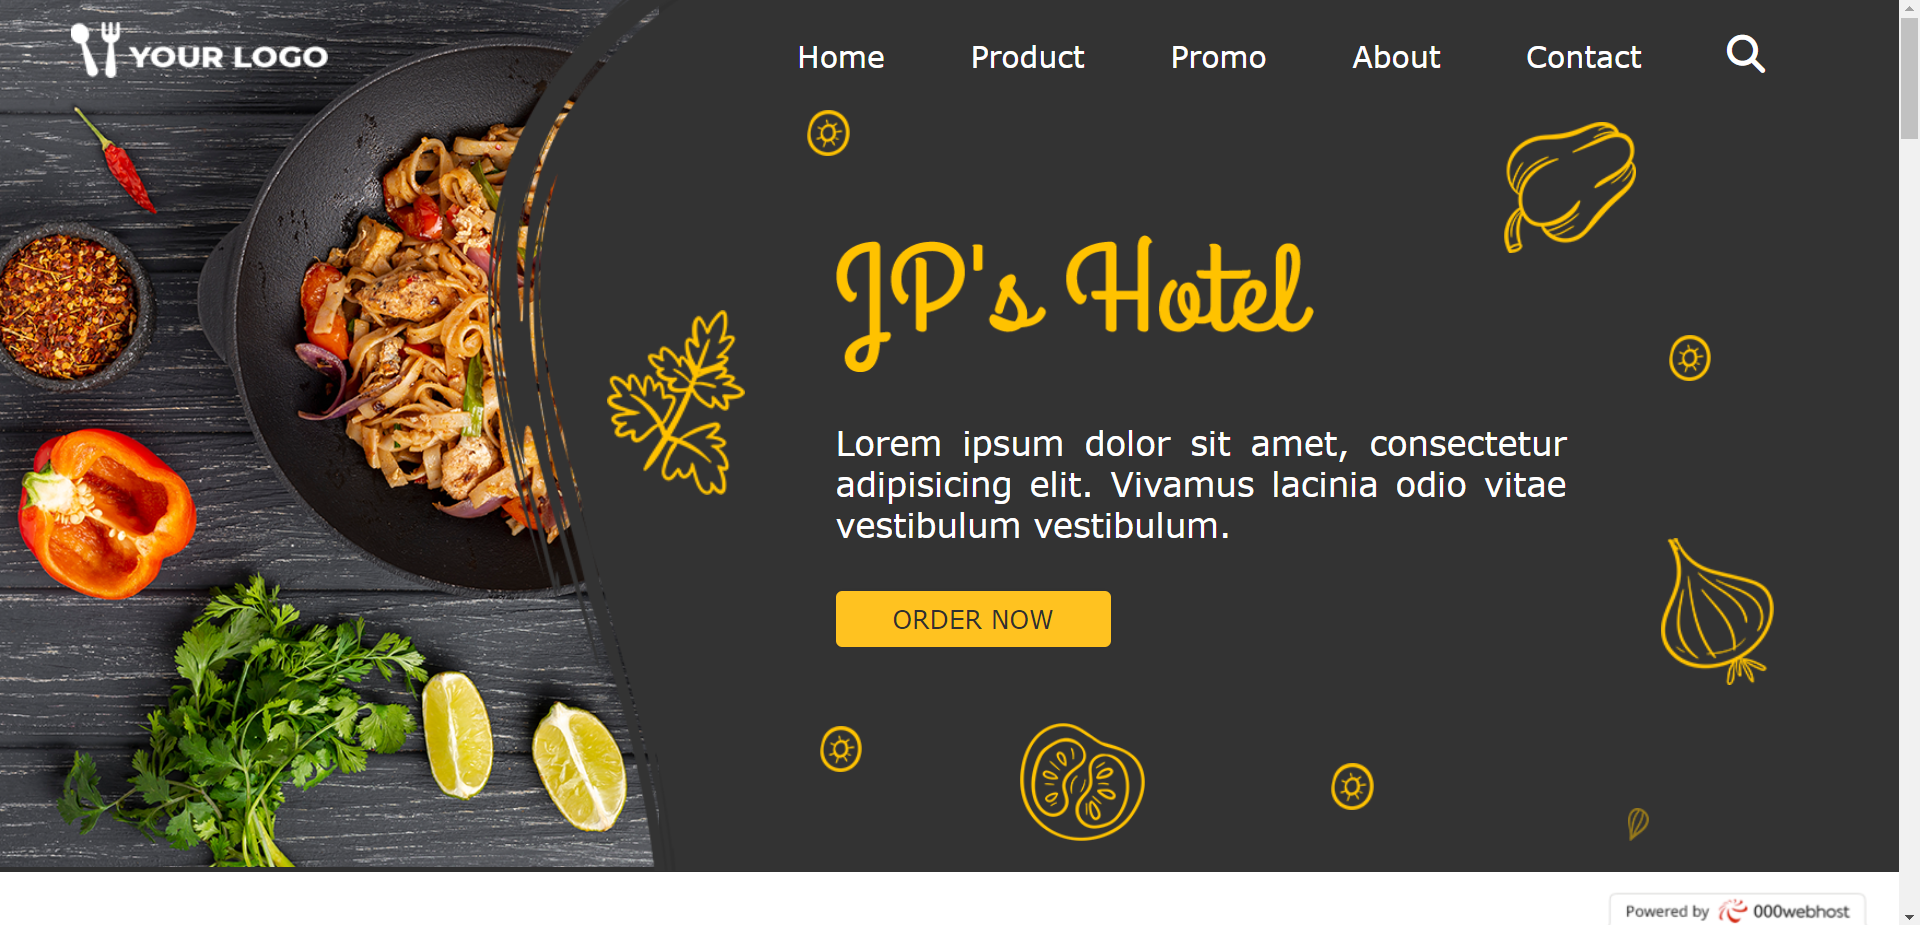 YOUR LOGO
Home Product Promo About Contact
JP's Hotel
Lorem ipsum dolor sit amet, consectetur
adipisicing elit. Vivamus lacinia odio vitae
vestibulum vestibulum.
ORDER NOW
Powered by 000webhost